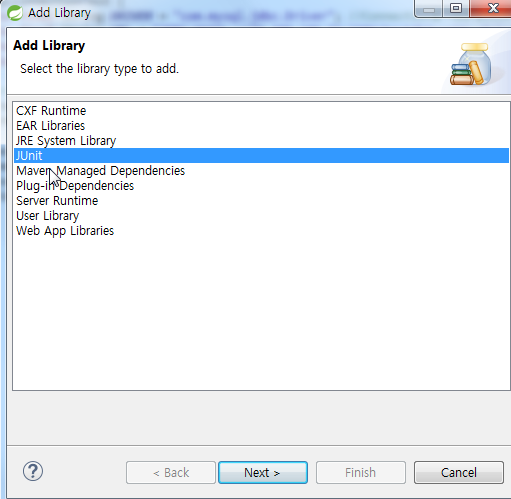 Add Library
Add Library
Select the library type to add.
CXF Runtime
EAR Libraries
JRE System Library
JUnit
Maven Managed Dependencies
Plug-in Dependencies
Server Runtime
User Library
Web App Libraries
?
< Back
Next >
Finish
Cancel